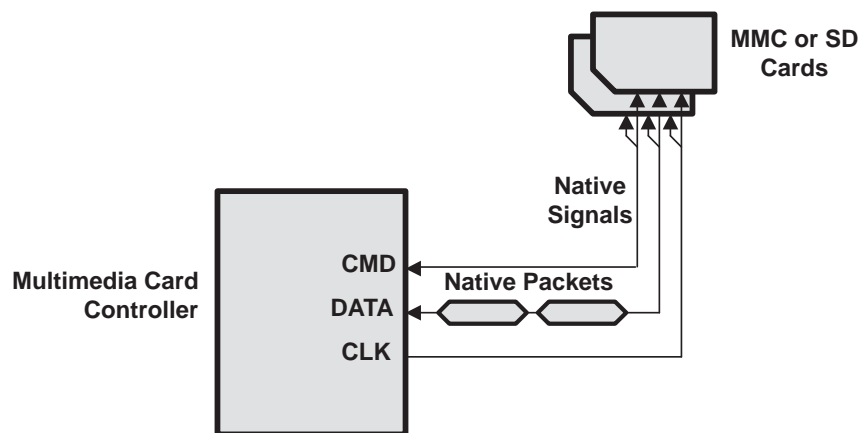 MMC or SD
Cards
Native
Signals
Multimedia Card
Controller
CMD
Native Packets
DATA
CLK